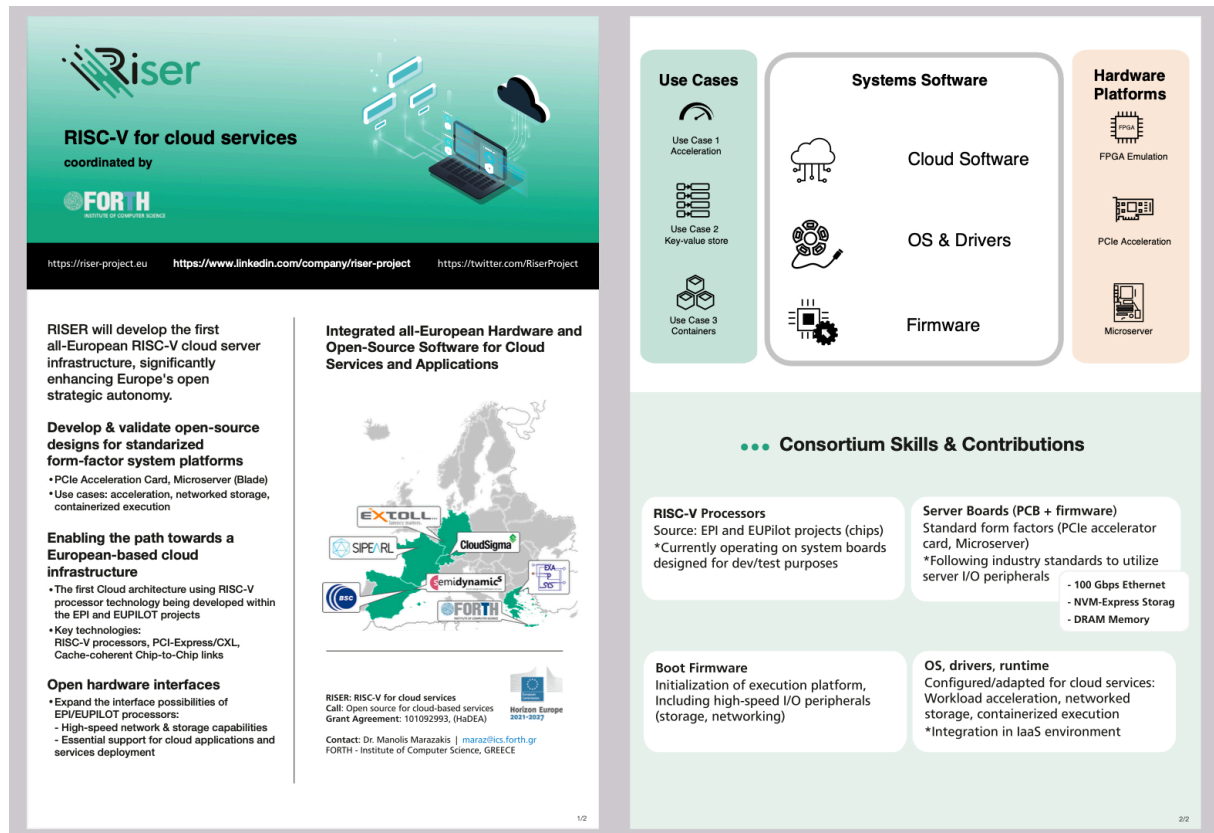 Riser
RISC-V for cloud services
coordinated by
FORTH
INSTITUTE OF COMPUTER SCIENCE
https://riser-project.eu
https://www.linkedin.com/company/riser-project
https://twitter.com/RiserProject
RISER will develop the first
all-European RISC-V cloud server
infrastructure, significantly
enhancing Europe's open
strategic autonomy.
Develop & validate open-source
designs for standarized
form-factor system platforms
•PCIe Acceleration Card, Microserver (Blade)
•Use cases: acceleration, networked storage,
containerized execution
Enabling the path towards a
European-based cloud
infrastructure
•The first Cloud architecture using RISC-V
processor technology being developed within
the EPI and EUPILOT projects
•Key technologies:
RISC-V processors, PCI-Express/CXL,
Cache-coherent Chip-to-Chip links
Open hardware interfaces
•Expand the interface possibilities of
EPI/EUPILOT processors:
- High-speed network & storage capabilities
- Essential support for cloud applications and
services deployment
Integrated all-European Hardware and
Open-Source Software for Cloud
Services and Applications
EXTOLL
SIPEARL
CloudSigma
semidynamics
EXA
P
SYS
BSC
FORTH
INSTITUTE OF COMPUTER SCIENCE
RISER: RISC-V for cloud services
Call: Open source for cloud-based services
Grant Agreement: 101092993, (HaDEA)
Horizon Europe
2021-2027
Contact: Dr. Manolis Marazakis | maraz@ics.forth.gr
FORTH - Institute of Computer Science, GREECE
1/2
Use Cases
Use Case 1
Acceleration
Use Case 2
Key-value store
Use Case 3
Containers
Systems Software
Cloud Software
OS & Drivers
Firmware
Hardware
Platforms
FPGA
FPGA Emulation
PCIe Acceleration
Microserver
Consortium Skills & Contributions
RISC-V Processors
Source: EPI and EUPilot projects (chips)
*Currently operating on system boards
designed for dev/test purposes
Server Boards (PCB + firmware)
Standard form factors (PCIe accelerator
card, Microserver)
*Following industry standards to utilize
server I/O peripherals
- 100 Gbps Ethernet
- NVM-Express Storag
- DRAM Memory
Boot Firmware
Initialization of execution platform,
Including high-speed I/O peripherals
(storage, networking)
OS, drivers, runtime
Configured/adapted for cloud services:
Workload acceleration, networked
storage, containerized execution
*Integration in IaaS environment
2/2